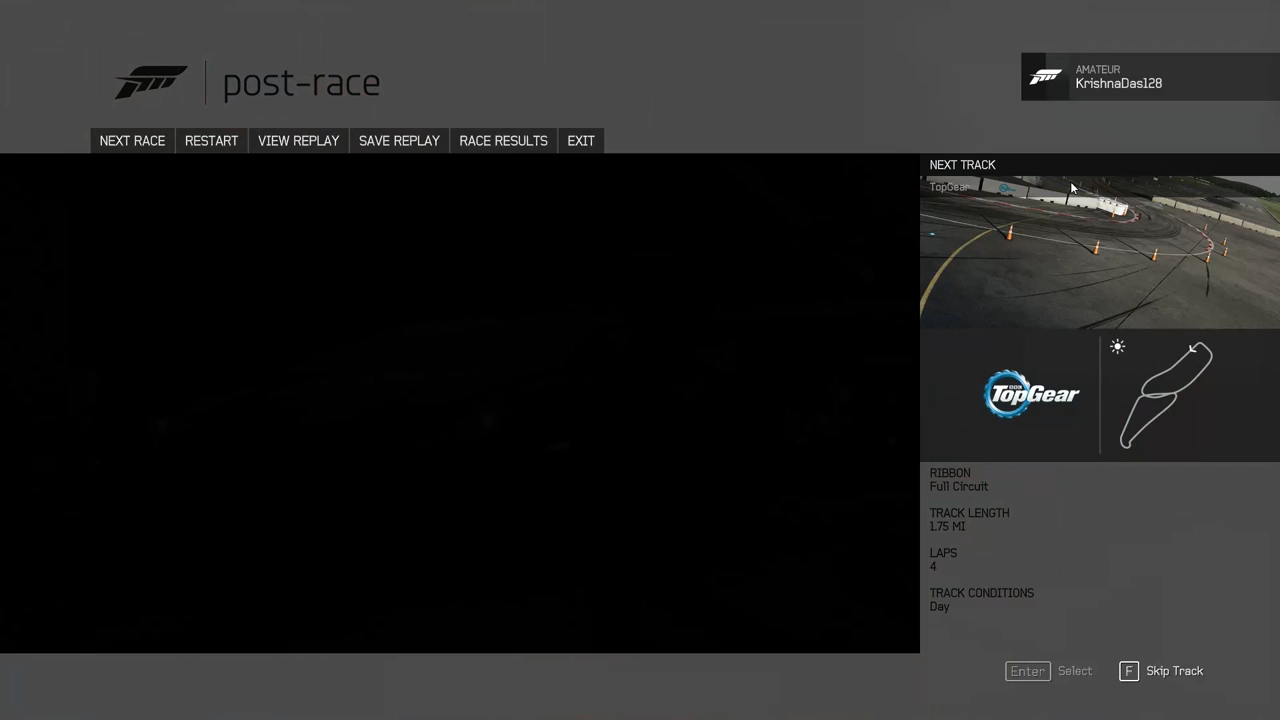 post-race
AMATEUR
KrishnaDas128
NEXT RACE
RESTART
VIEW REPLAY
SAVE REPLAY
RACE RESULTS
EXIT
NEXT TRACK
TopGear
BBC
TopGear
RIBBON
Full Circuit
TRACK LENGTH
1.75 MI
LAPS
4
TRACK CONDITIONS
Day
Enter Select
F Skip Track